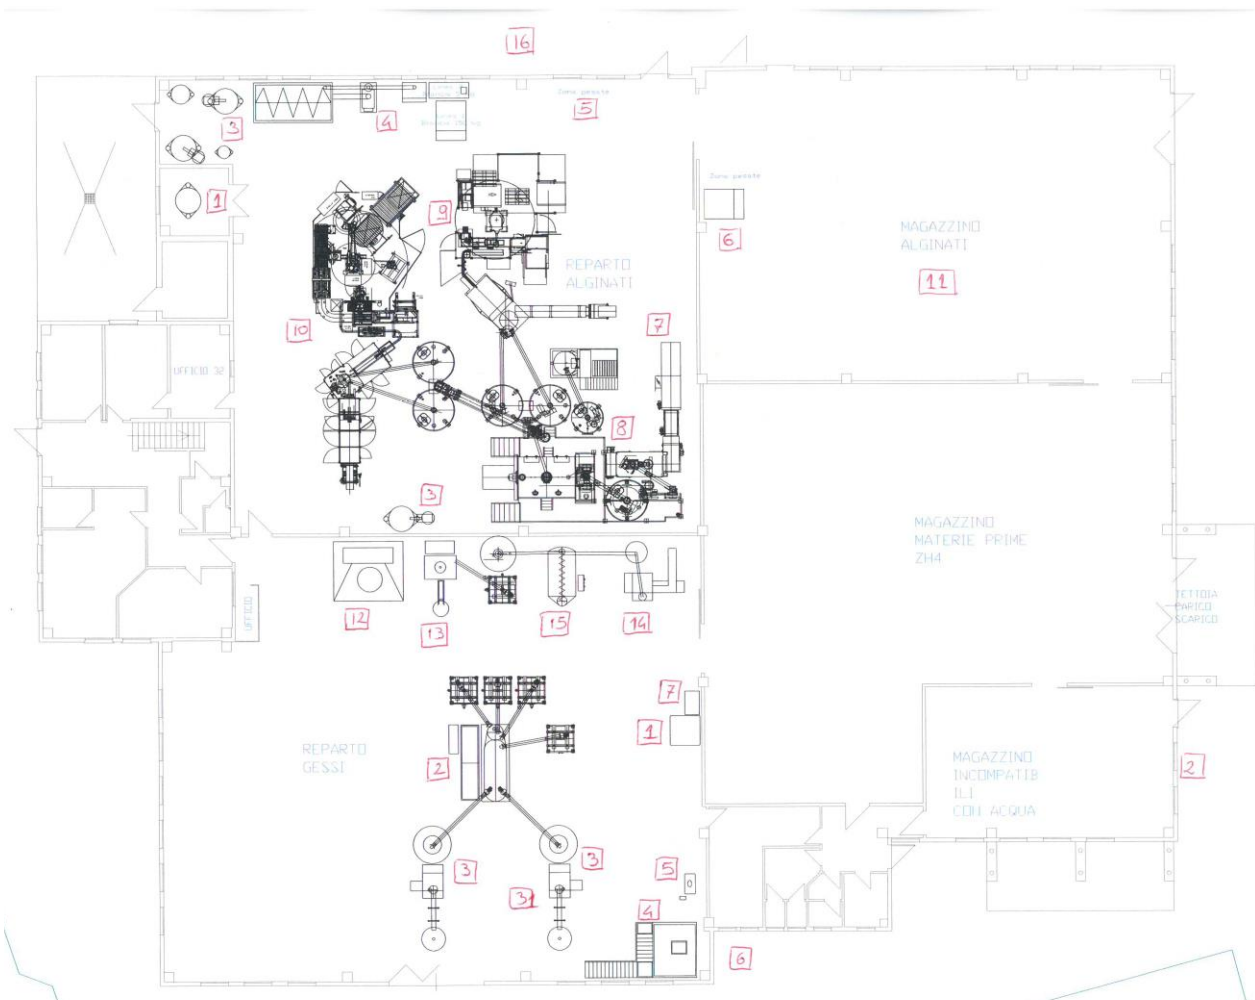 16
Zona pesate
5
4
3
1
Zona pesate
9
6
MAGAZZINO
ALGINATI
11
REPARTO
ALGINATI
10
7
UFFICIO 32
8
3
MAGAZZINO
MATERIE PRIME
ZH4
TETTOIA
SCARICO
UFFICIO
12
13
15
14
7
1
REPARTO
GESSI
2
MAGAZZINO
INCOMPATIB
ILI
CON ACQUA
2
3
3
31
5
4
6